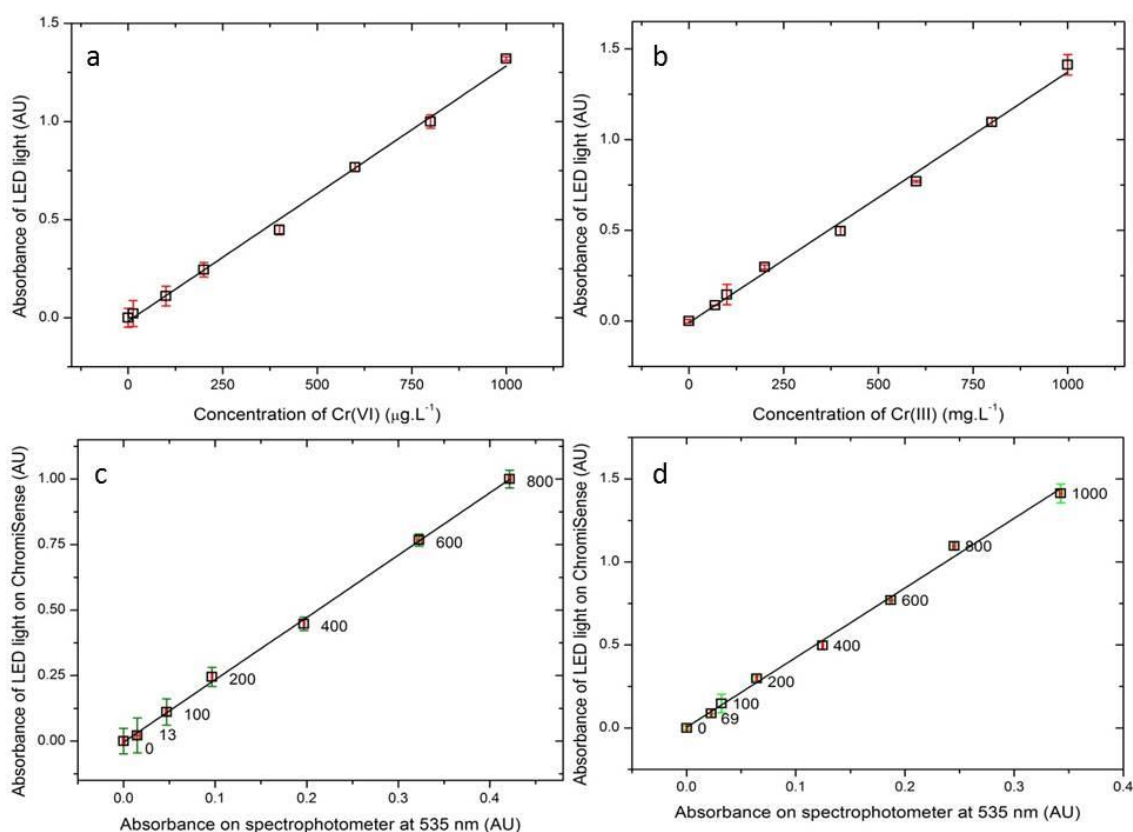 a
Absorbance of LED light (AU)
1.5
1.0
0.5
0.0
0 250 500 750 1000
Concentration of Cr(VI) (µg.L⁻¹)
b
Absorbance of LED light (AU)
1.5
1.0
0.5
0.0
0 250 500 750 1000
Concentration of Cr(III) (mg.L⁻¹)
c
Absorbance of LED light on ChromiSense (AU)
1.00
0.75
0.50
0.25
0.00
800
600
400
200
100
13
0
0.0 0.1 0.2 0.3 0.4
Absorbance on spectrophotometer at 535 nm (AU)
d
Absorbance of LED light on ChromiSense (AU)
1.5
1.0
0.5
0.0
1000
800
600
400
200
100
69
0
0.0 0.1 0.2 0.3 0.4
Absorbance on spectrophotometer at 535 nm (AU)